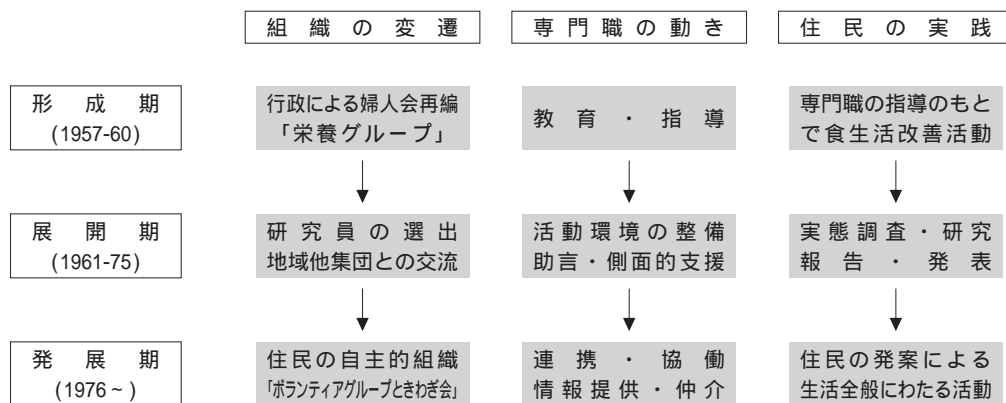 組織の変遷
専門職の動き
住民の実践
形成期
(1957-60)
行政による婦人会再編
「栄養グループ」
教育・指導
専門職の指導のもと
で食生活改善活動
展開期
(1961-75)
研究員の選出
地域他集団との交流
活動環境の整備
助言・側面的支援
実態調査・研究
報告・発表
発展期
(1976～)
住民の自主的組織
「ボランティアグループときわぎ会」
連携・協働
情報提供・仲介
住民の発案による
生活全般にわたる活動